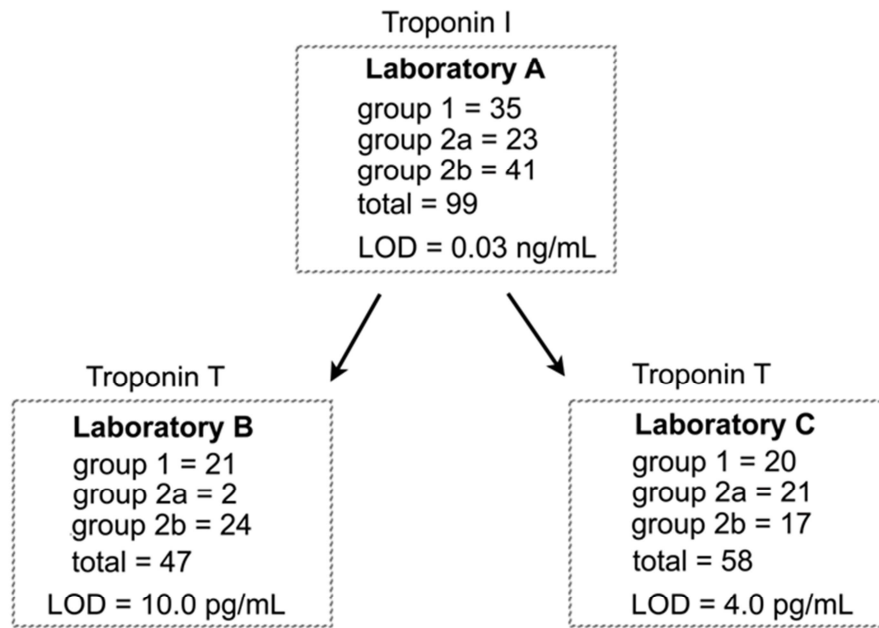 Troponin I
Laboratory A
group 1 = 35
group 2a = 23
group 2b = 41
total = 99
LOD = 0.03 ng/mL
Troponin T
Laboratory B
group 1 = 21
group 2a = 2
group 2b = 24
total = 47
LOD = 10.0 pg/mL
Troponin T
Laboratory C
group 1 = 20
group 2a = 21
group 2b = 17
total = 58
LOD = 4.0 pg/mL